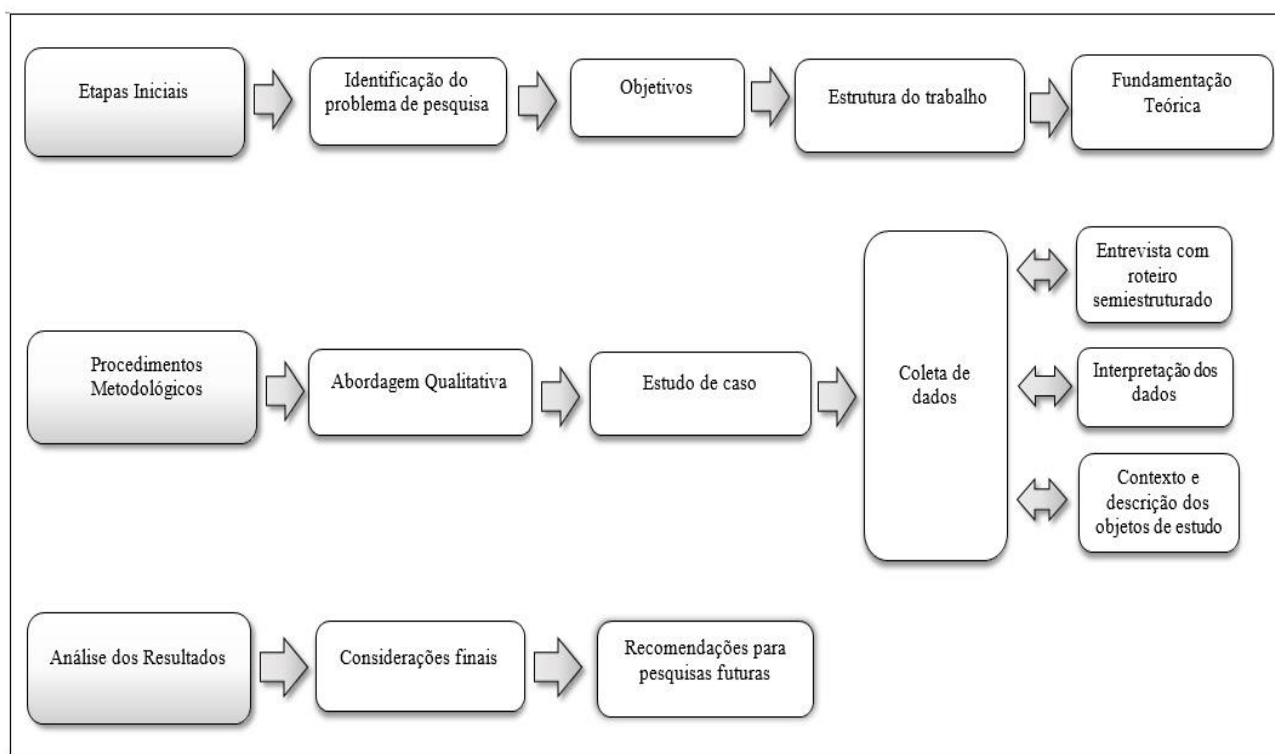 Etapas Iniciais
Identificação do
problema de pesquisa
Objetivos
Estrutura do trabalho
Fundamentação
Teórica
Procedimentos
Metodológicos
Abordagem Qualitativa
Estudo de caso
Coleta de
dados
Entrevista com
roteiro
semiestruturado
Interpretação dos
dados
Contexto e
descrição dos
objetos de estudo
Análise dos Resultados
Considerações finais
Recomendações para
pesquisas futuras